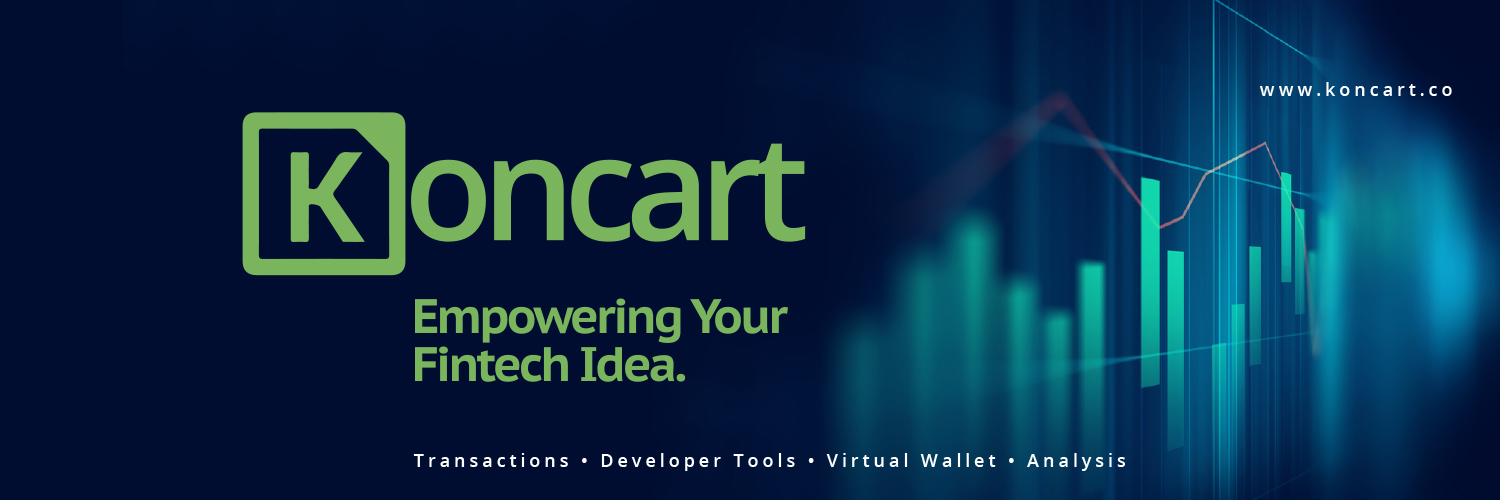 www.koncart.co
Koncart
Empowering Your
Fintech Idea.
Transactions • Developer Tools • Virtual Wallet • Analysis